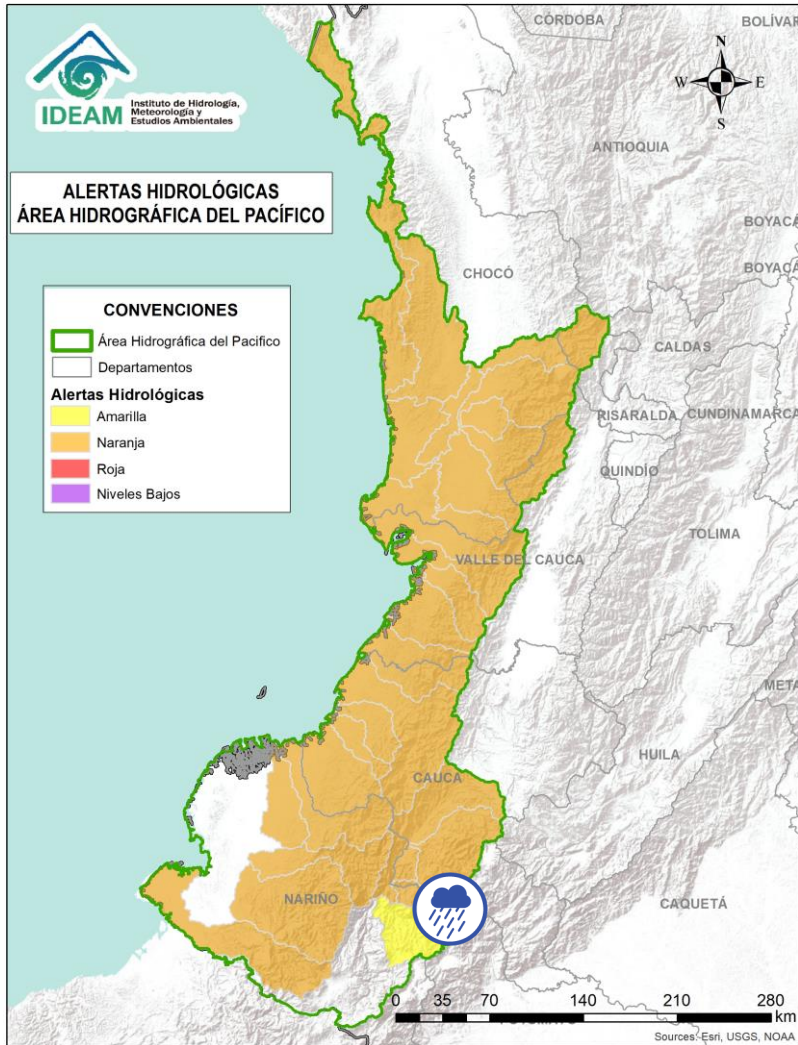 IDEAM
Instituto de Hidrología,
Meteorología y
Estudios Ambientales
ALERTAS HIDROLÓGICAS
ÁREA HIDROGRÁFICA DEL PACÍFICO
CONVENCIONES
Área Hidrográfica del Pacifico
Departamentos
Alertas Hidrológicas
Amarilla
Naranja
Roja
Niveles Bajos
N
W E
S
CÓRDOBA
BOLÍVAR
ANTIOQUIA
BOYACÁ
BOYACÁ
CHOCÓ
CALDAS
RISARALDA
CUNDINAMARCA
QUINDÍO
TOLIMA
VALLE DEL CAUCA
META
HUILA
CAUCA
NARIÑO
CAQUETÁ
0 35 70 140 210 280
km
Sources: Esri, USGS, NOAA